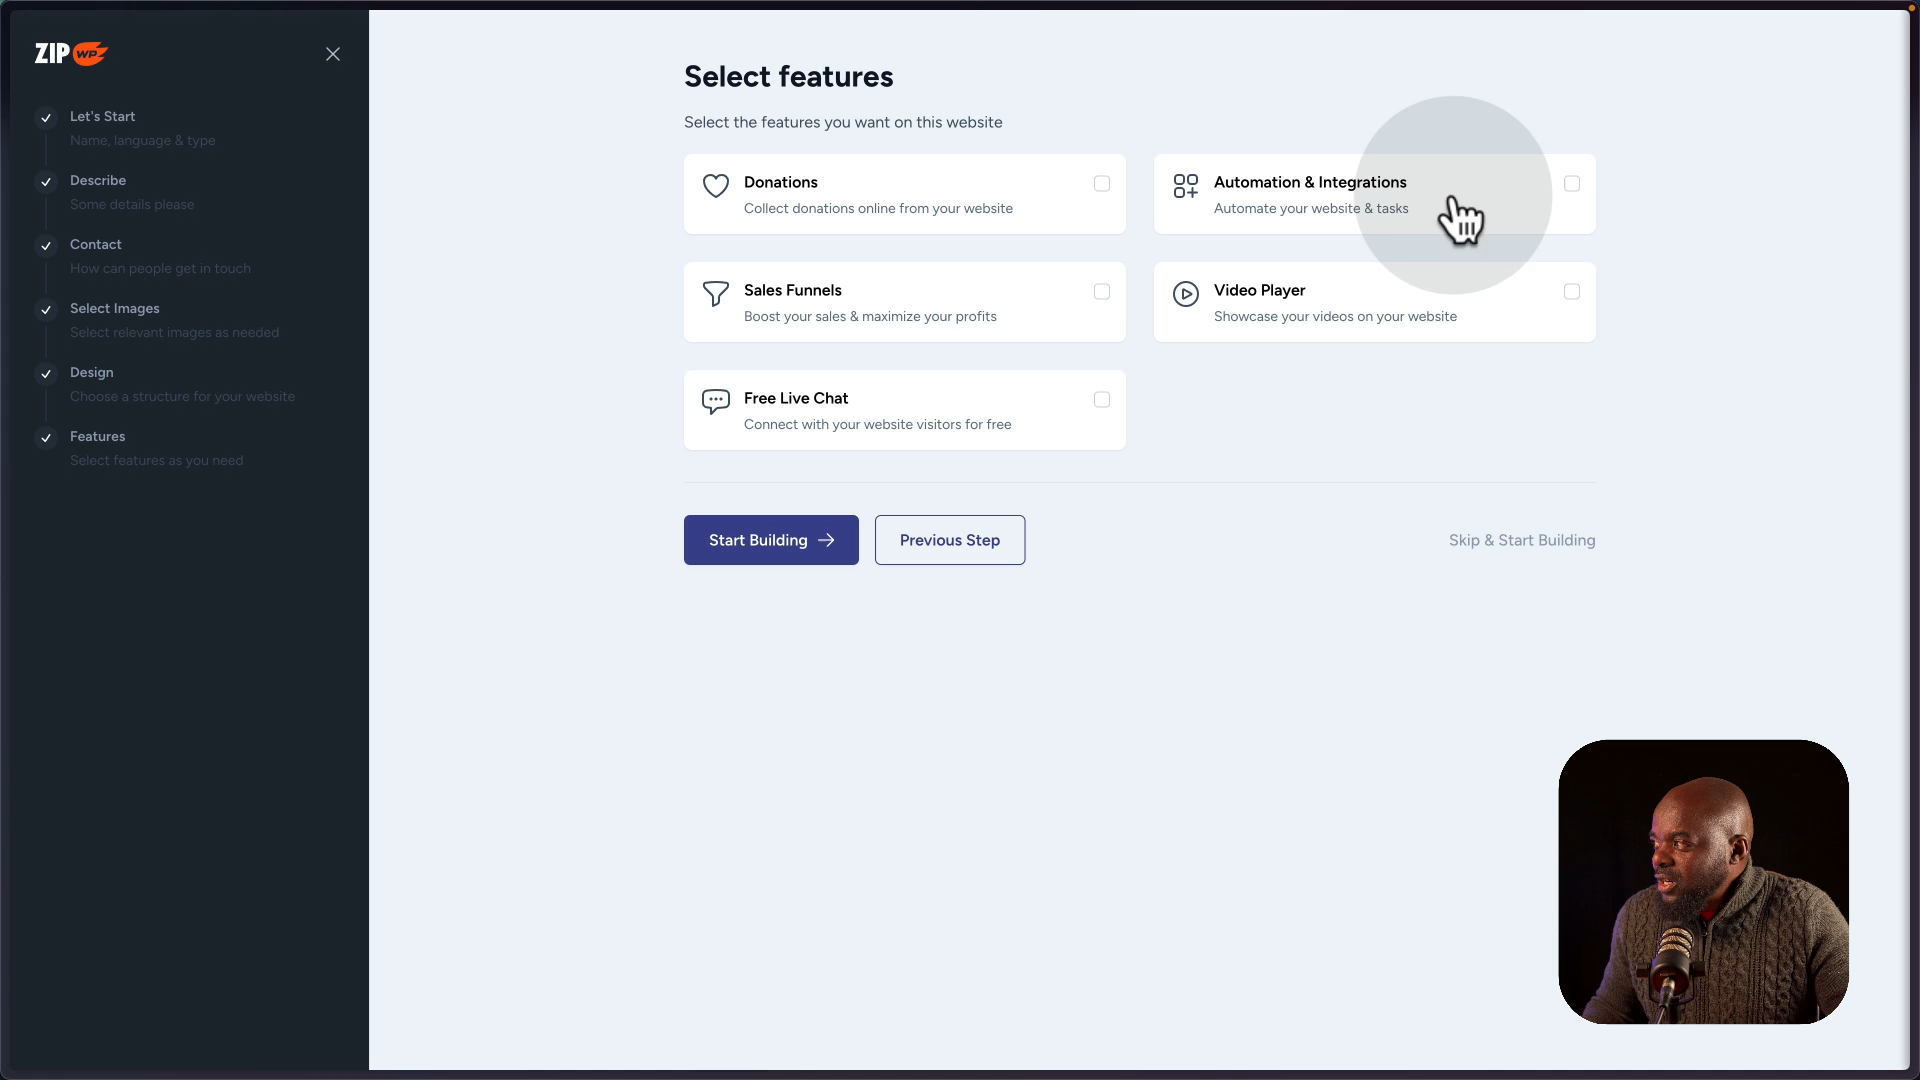 ZIP WP
Let's Start
Name, language & type
Describe
Some details please
Contact
How can people get in touch
Select Images
Select relevant images as needed
Design
Choose a structure for your website
Features
Select features as you need
Select features
Select the features you want on this website
Donations
Collect donations online from your website
Automation & Integrations
Automate your website & tasks
Sales Funnels
Boost your sales & maximize your profits
Video Player
Showcase your videos on your website
Free Live Chat
Connect with your website visitors for free
Start Building
Previous Step
Skip & Start Building